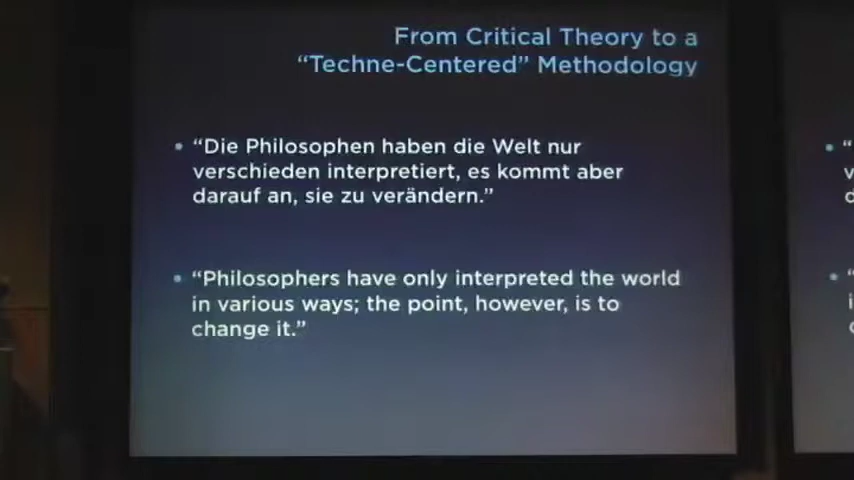 From Critical Theory to a
“Techne-Centered” Methodology
• “Die Philosophen haben die Welt nur
verschieden interpretiert, es kommt aber
darauf an, sie zu verändern.”
• “Philosophers have only interpreted the world
in various ways; the point, however, is to
change it.”